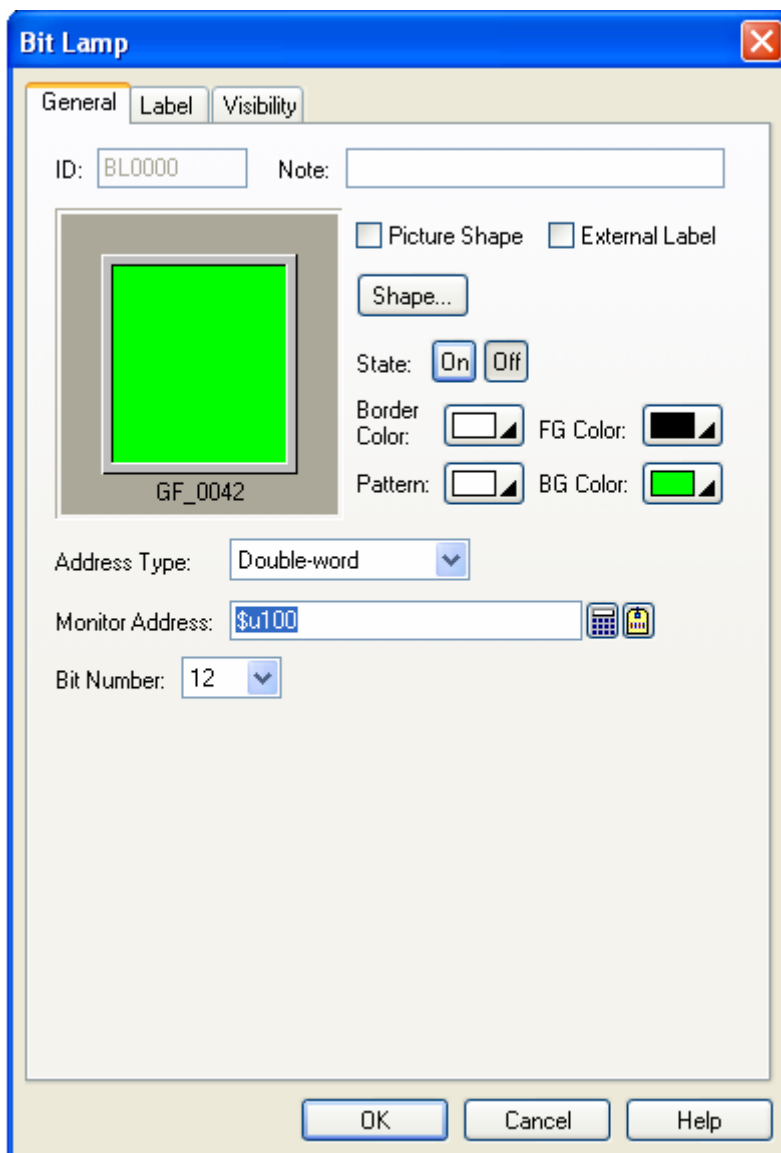 Bit Lamp
General Label Visibility
ID: BL0000 Note:
Picture Shape External Label
Shape...
State: On Off
Border Color: FG Color:
GF_0042
Pattern: BG Color:
Address Type: Double-word
Monitor Address: $u100
Bit Number: 12
OK Cancel Help